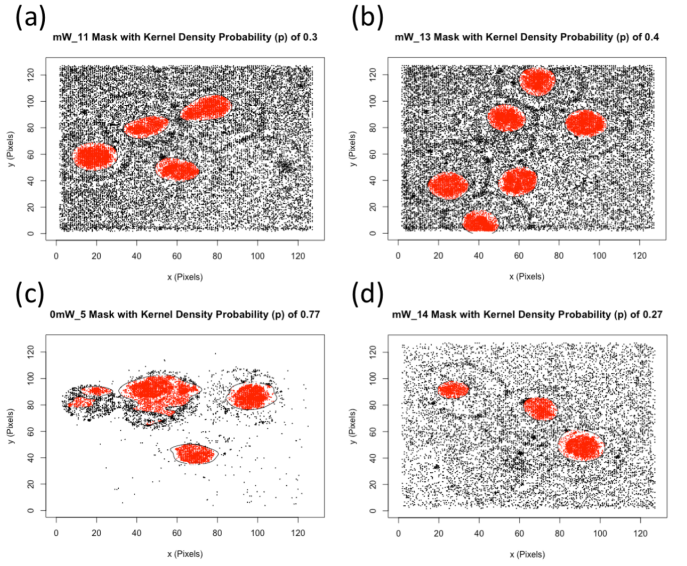 (a)
mW_11 Mask with Kernel Density Probability (p) of 0.3
120
100
80
60
40
20
0
y (Pixels)
0 20 40 60 80 100 120
x (Pixels)
(b)
mW_13 Mask with Kernel Density Probability (p) of 0.4
120
100
80
60
40
20
0
y (Pixels)
0 20 40 60 80 100 120
x (Pixels)
(c)
0mW_5 Mask with Kernel Density Probability (p) of 0.77
120
100
80
60
40
20
0
y (Pixels)
0 20 40 60 80 100 120
x (Pixels)
(d)
mW_14 Mask with Kernel Density Probability (p) of 0.27
120
100
80
60
40
20
0
y (Pixels)
0 20 40 60 80 100 120
x (Pixels)